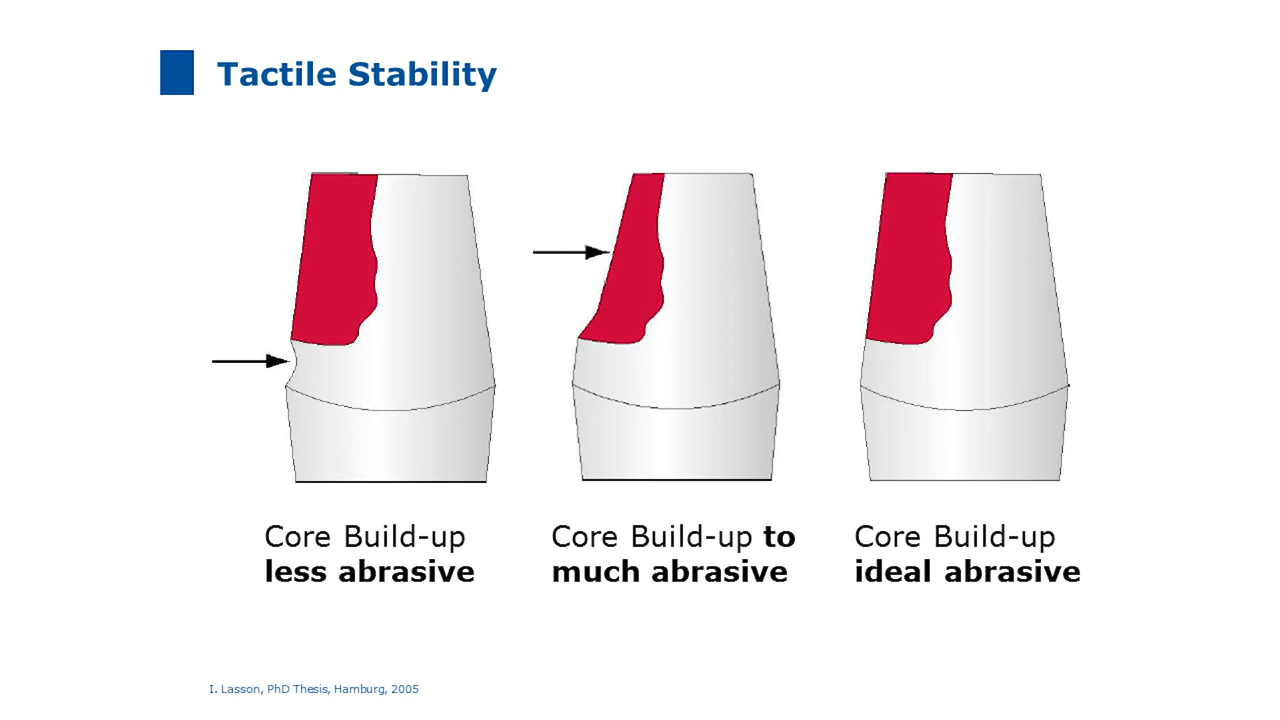 Tactile Stability
Core Build-up
less abrasive
Core Build-up to
much abrasive
Core Build-up
ideal abrasive
I. Lasson, PhD Thesis, Hamburg, 2005